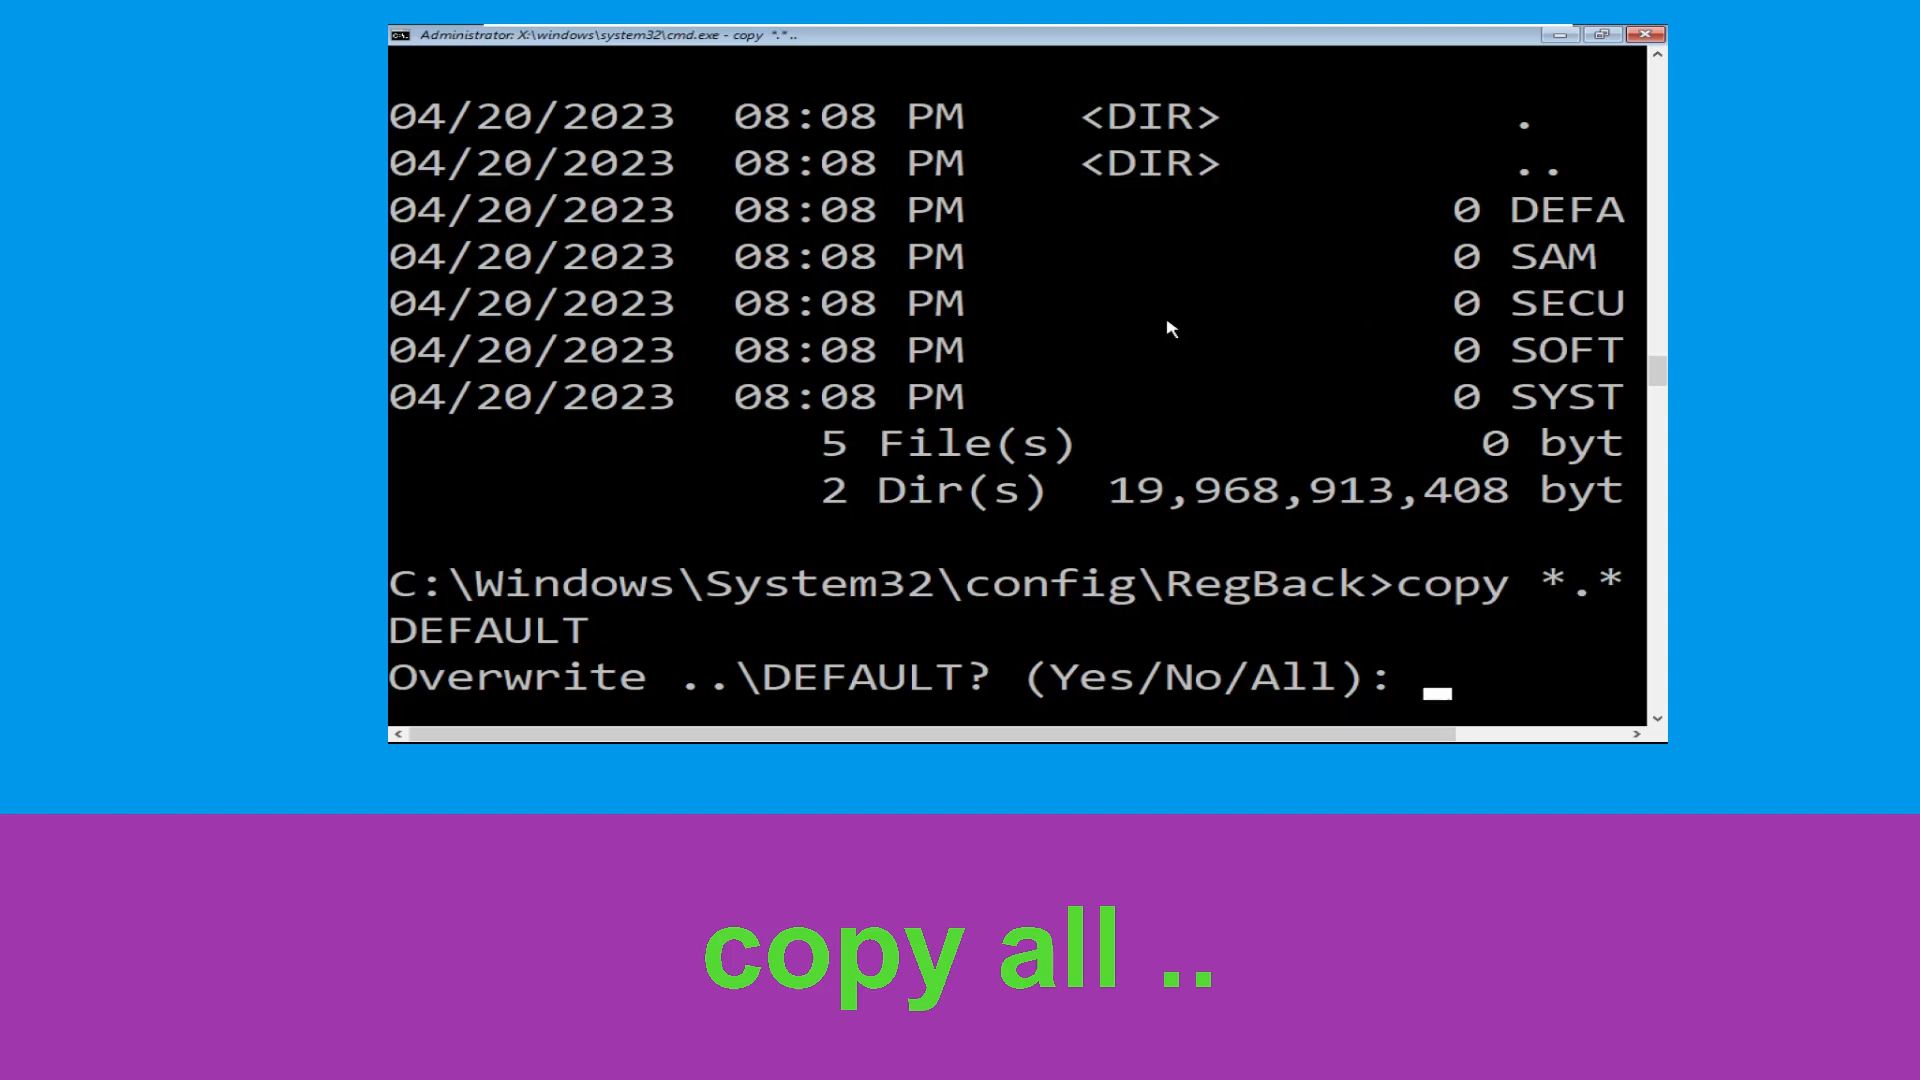 Administrator: X:\windows\system32\cmd.exe - copy *.* ..
04/20/2023 08:08 PM <DIR> .
04/20/2023 08:08 PM <DIR> ..
04/20/2023 08:08 PM 0 DEFA
04/20/2023 08:08 PM 0 SAM
04/20/2023 08:08 PM 0 SECU
04/20/2023 08:08 PM 0 SOFT
04/20/2023 08:08 PM 0 SYST
5 File(s) 0 byt
2 Dir(s) 19,968,913,408 byt
C:\Windows\System32\config\RegBack>copy *.*
DEFAULT
Overwrite ..\DEFAULT? (Yes/No/All):
copy all ..